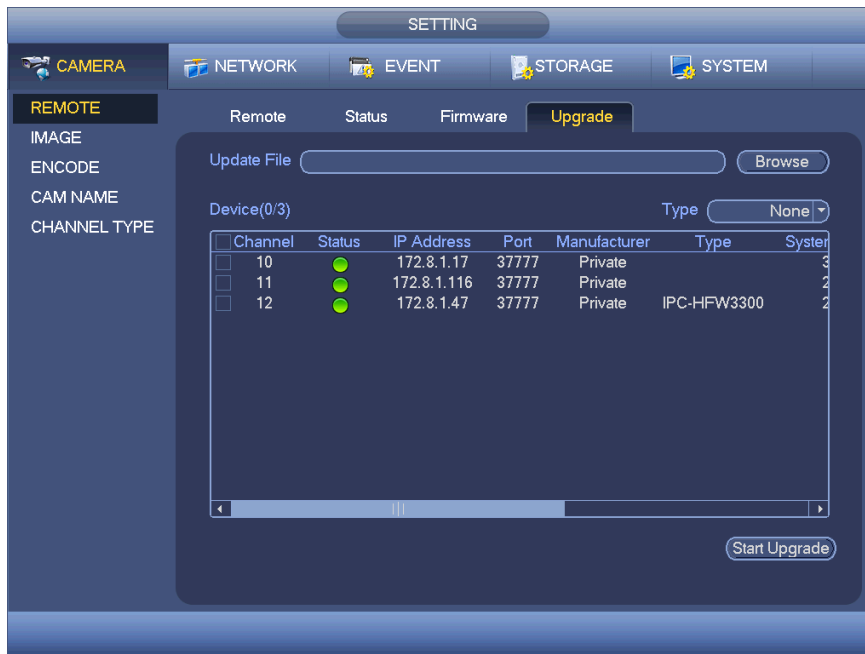 SETTING
CAMERA NETWORK EVENT STORAGE SYSTEM
REMOTE
IMAGE
ENCODE
CAM NAME
CHANNEL TYPE
Remote Status Firmware Upgrade
Update File Browse
Device(0/3) Type None
Channel Status IP Address Port Manufacturer Type Syster
10 172.8.1.17 37777 Private 3
11 172.8.1.116 37777 Private 2
12 172.8.1.47 37777 Private IPC-HFW3300 2
Start Upgrade